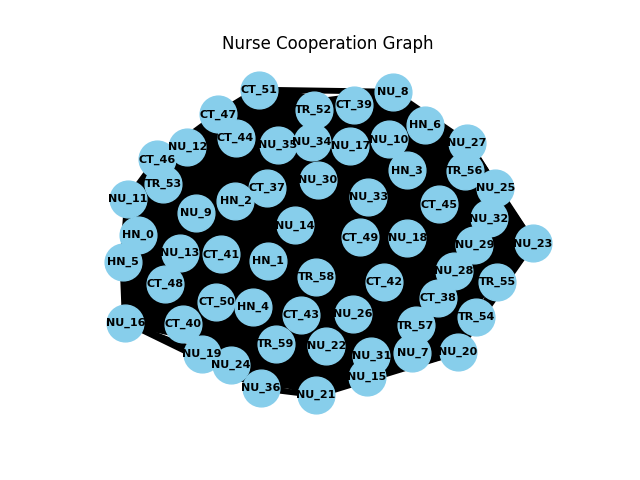 Nurse Cooperation Graph
CT_51
NU_8
TR_52
CT_39
CT_47
HN_6
CT_44
NU_10
NU_34
NU_27
NU_35
NU_17
NU_12
CT_46
HN_3
TR_56
NU_30
TR_53
CT_37
NU_25
NU_33
NU_11
HN_2
CT_45
NU_9
NU_32
NU_14
HN_0
CT_49
NU_18
NU_23
NU_29
NU_13
CT_41
HN_5
HN_1
NU_28
TR_58
CT_42
TR_55
CT_48
CT_38
CT_50
HN_4
CT_43
NU_26
TR_54
NU_16
CT_40
TR_57
TR_59
NU_22
NU_20
NU_7
NU_19
NU_31
NU_24
NU_15
NU_36
NU_21